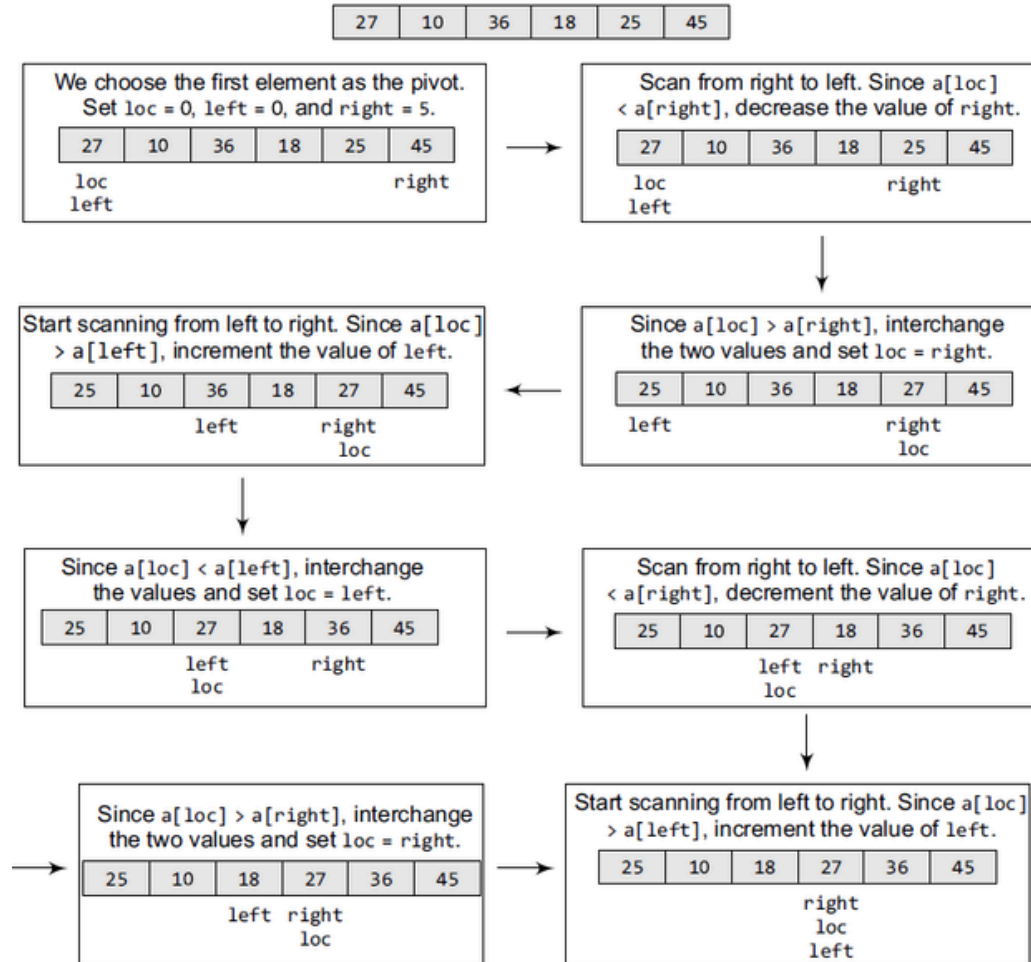 27 10 36 18 25 45
We choose the first element as the pivot.
Set loc = 0, left = 0, and right = 5.
27 10 36 18 25 45
loc right
left
Scan from right to left. Since a[loc]
< a[right], decrease the value of right.
27 10 36 18 25 45
loc right
left
Since a[loc] > a[right], interchange
the two values and set loc = right.
25 10 36 18 27 45
left right
loc
Start scanning from left to right. Since a[loc]
> a[left], increment the value of left.
25 10 36 18 27 45
left right
loc
Since a[loc] < a[left], interchange
the values and set loc = left.
25 10 27 18 36 45
left right
loc
Scan from right to left. Since a[loc]
< a[right], decrement the value of right.
25 10 27 18 36 45
left right
loc
Since a[loc] > a[right], interchange
the two values and set loc = right.
25 10 18 27 36 45
left right
loc
Start scanning from left to right. Since a[loc]
> a[left], increment the value of left.
25 10 18 27 36 45
right
loc
left